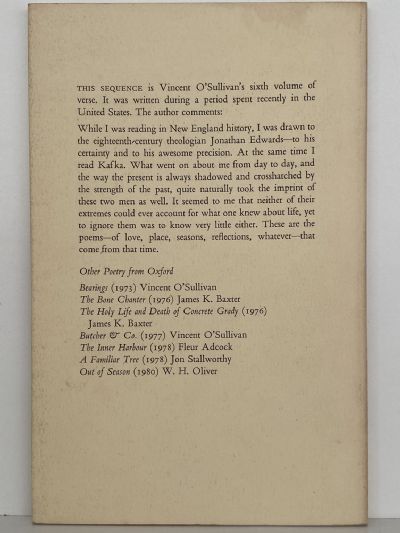 THIS SEQUENCE is Vincent O'Sullivan's sixth volume of
verse. It was written during a period spent recently in the
United States. The author comments:
While I was reading in New England history, I was drawn to
the eighteenth-century theologian Jonathan Edwards—to his
certainty and to his awesome precision. At the same time I
read Kafka. What went on about me from day to day, and
the way the present is always shadowed and crosshatched by
the strength of the past, quite naturally took the imprint of
these two men as well. It seemed to me that neither of their
extremes could ever account for what one knew about life, yet
to ignore them was to know very little either. These are the
poems—of love, place, seasons, reflections, whatever—that
come from that time.
Other Poetry from Oxford
Bearings (1973) Vincent O'Sullivan
The Bone Chanter (1976) James K. Baxter
The Holy Life and Death of Concrete Grady (1976)
James K. Baxter
Butcher & Co. (1977) Vincent O'Sullivan
The Inner Harbour (1978) Fleur Adcock
A Familiar Tree (1978) Jon Stallworthy
Out of Season (1980) W. H. Oliver